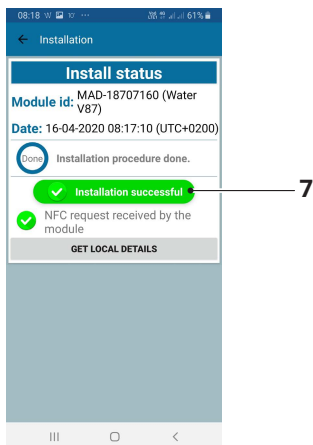 08:18 W 10° ··· 61%
← Installation
Install status
Module id: MAD-18707160 (Water
V87)
Date: 16-04-2020 08:17:10 (UTC+0200)
Done Installation procedure done.
Installation successful
7
NFC request received by the
module
GET LOCAL DETAILS